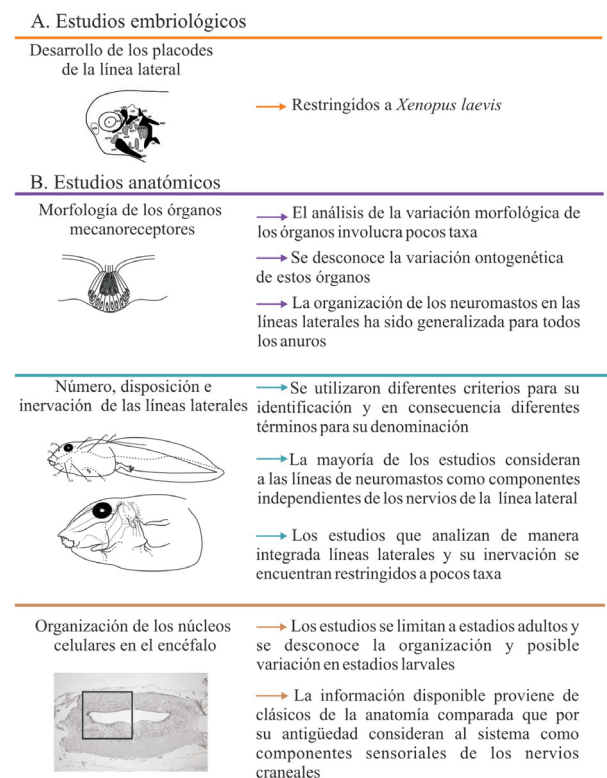 A. Estudios embriológicos
Desarrollo de los placodes
de la línea lateral
Restringidos a Xenopus laevis
B. Estudios anatómicos
Morfología de los órganos
mecanoreceptores
El análisis de la variación morfológica de
los órganos involucra pocos taxa
Se desconoce la variación ontogenética
de estos órganos
La organización de los neuromastos en las
líneas laterales ha sido generalizada para todos
los anuros
Número, disposición e
inervación de las líneas laterales
Se utilizaron diferentes criterios para su
identificación y en consecuencia diferentes
términos para su denominación
La mayoría de los estudios consideran
a las líneas de neuromastos como componentes
independientes de los nervios de la línea lateral
Los estudios que analizan de manera
integrada líneas laterales y su inervación se
encuentran restringidos a pocos taxa
Organización de los núcleos
celulares en el encéfalo
Los estudios se limitan a estadios adultos y
se desconoce la organización y posible
variación en estadios larvales
La información disponible proviene de
clásicos de la anatomía comparada que por
su antigüedad consideran al sistema como
componentes sensoriales de los nervios
craneales